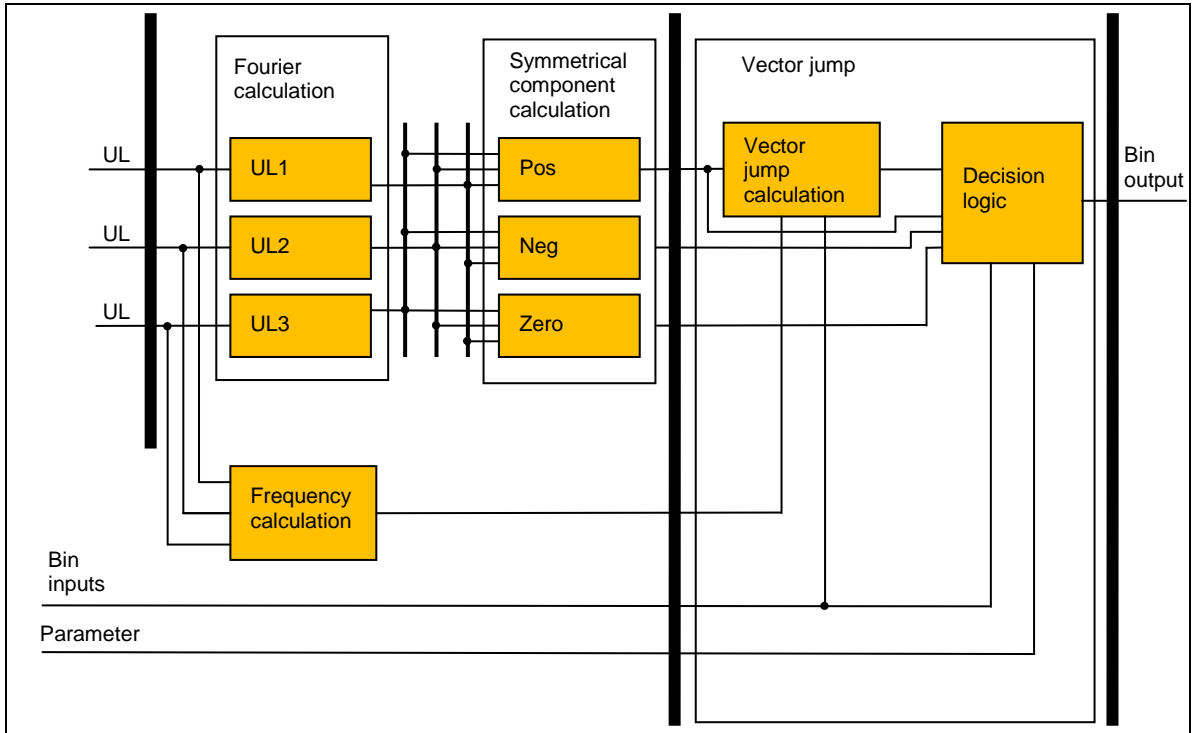 Fourier
calculation
Symmetrical
component
calculation
Vector jump
UL
UL1
Pos
Vector
jump
calculation
Decision
logic
Bin
output
UL
UL2
Neg
UL
UL3
Zero
Frequency
calculation
Bin
inputs
Parameter